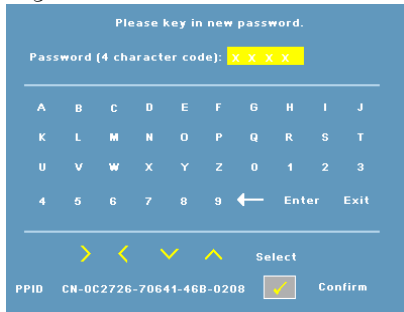 Please key in new password.
Password (4 character code): X X X X
A B C D E F G H I J
K L M N O P Q R S T
U V W X Y Z 0 1 2 3
4 5 6 7 8 9 ← Enter Exit
> < ∨ ∧ Select
PPID CN-0C2726-70641-46B-0208 ✓ Confirm